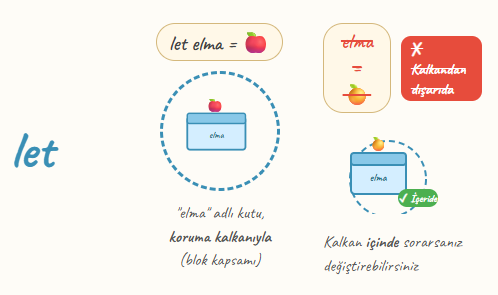 let
let elma = 🍎
elma
"elma" adlı kutu,
koruma kalkanıyla
(blok kapsamı)
elma
=
🍊
X
Kalkandan
dışarıda
elma
✓ İçeride
Kalkan içinde sorarsanız
değiştirebilirsiniz